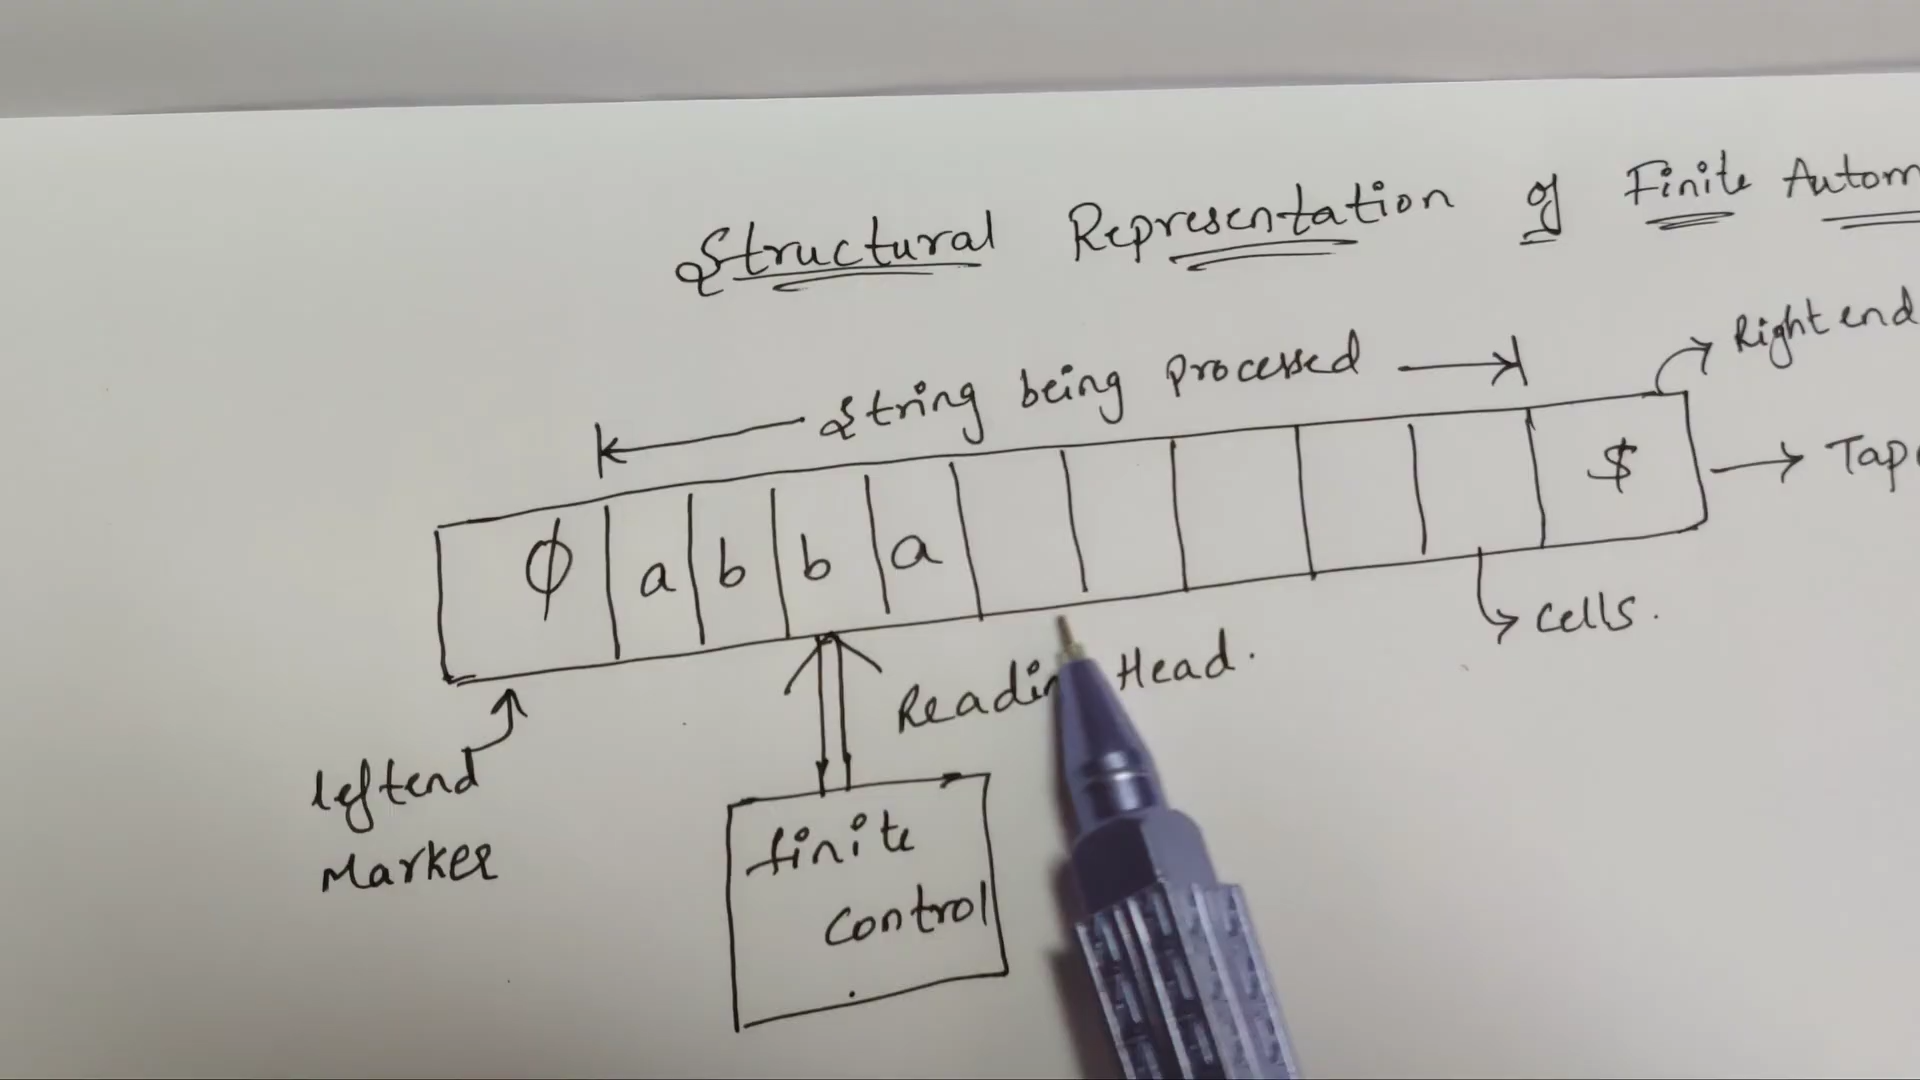 Structural Representation of Finite Autom
String being processed
Right end
Tap
ϕ a b b a $
Cells.
Reading Head.
leftend
Marker
finite
control